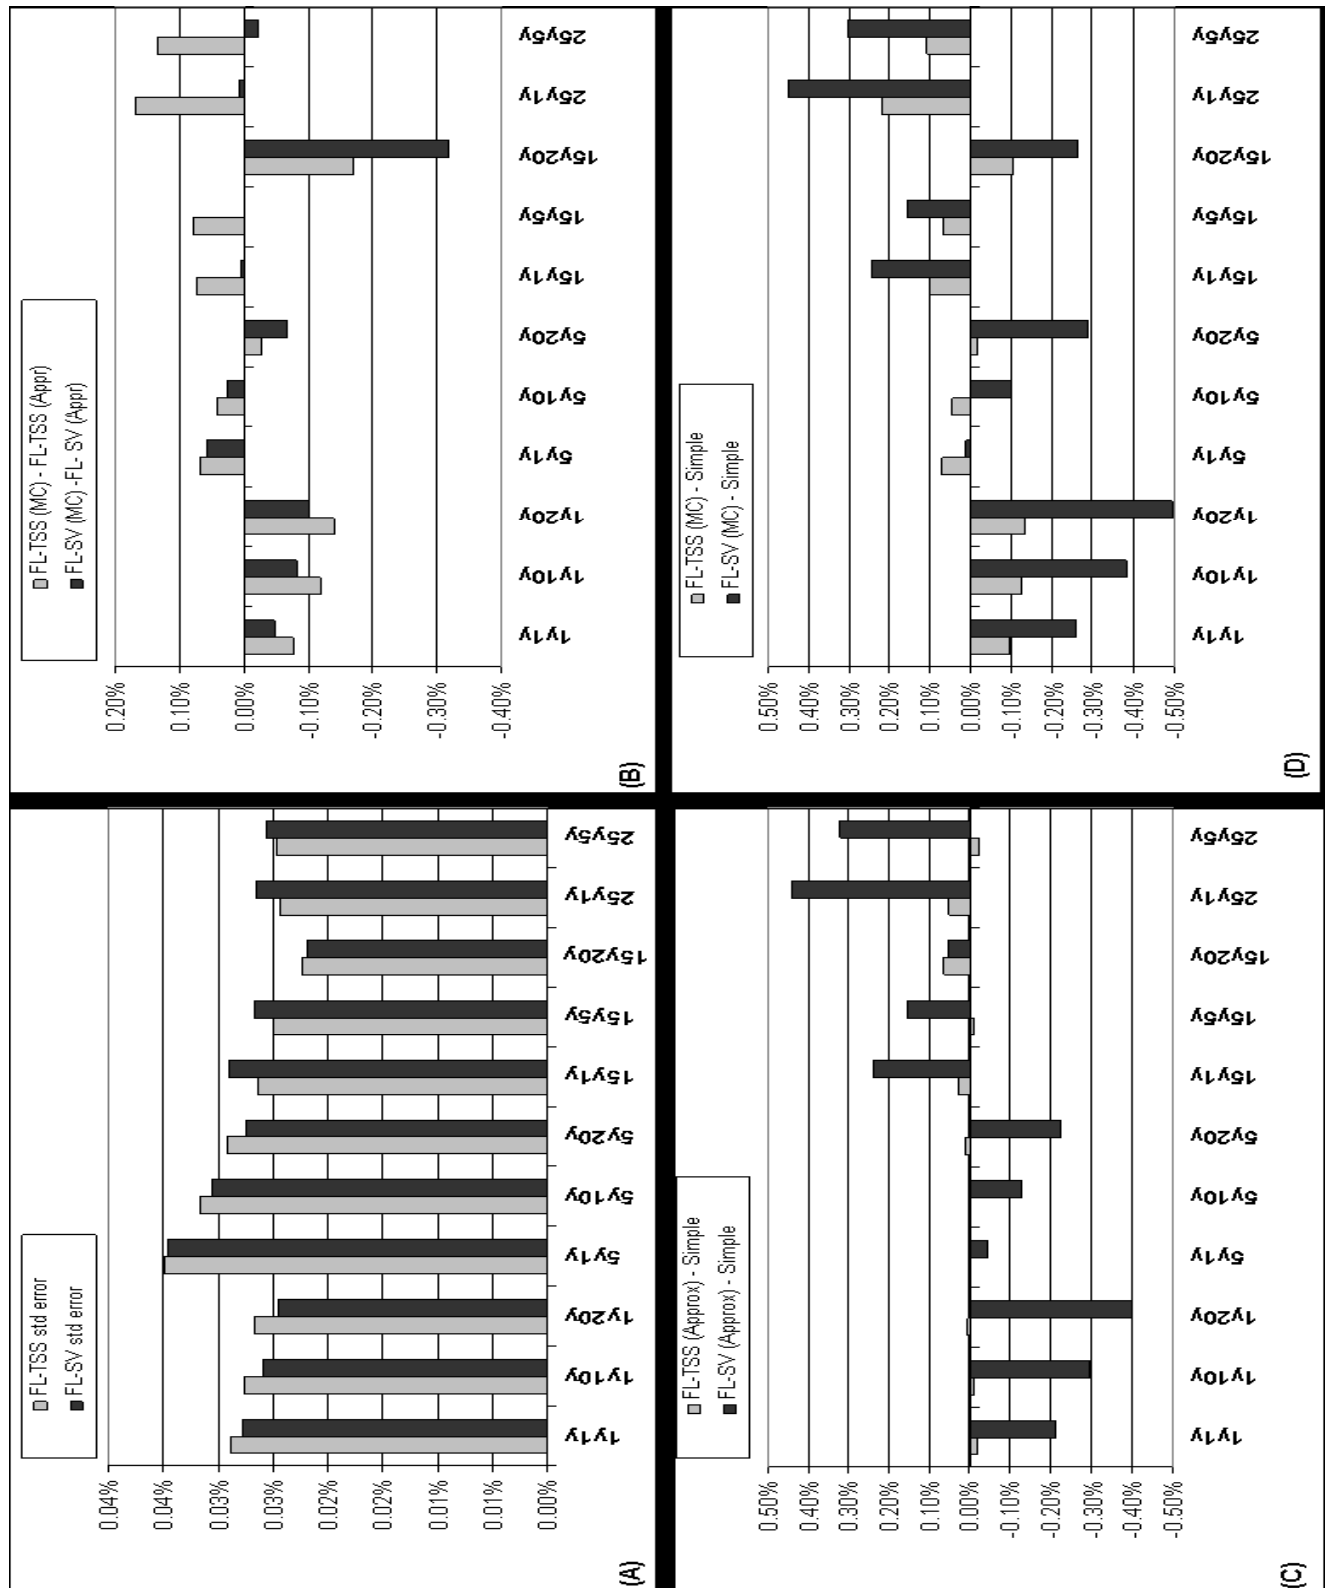 FL-TSS std error
FL-SV std error
0.04%
0.04%
0.03%
0.03%
0.02%
0.02%
0.01%
0.01%
0.00%
1y1y
1y10y
1y20y
5y1y
5y10y
5y20y
15y1y
15y5y
15y20y
25y1y
25y5y
(A)
FL-TSS (MC) - FL-TSS (Appr)
FL-SV (MC) -FL- SV (Appr)
0.20%
0.10%
0.00%
-0.10%
-0.20%
-0.30%
-0.40%
1y1y
1y10y
1y20y
5y1y
5y10y
5y20y
15y1y
15y5y
15y20y
25y1y
25y5y
(B)
FL-TSS (Approx) - Simple
FL-SV (Approx) - Simple
0.50%
0.40%
0.30%
0.20%
0.10%
0.00%
-0.10%
-0.20%
-0.30%
-0.40%
-0.50%
1y1y
1y10y
1y20y
5y1y
5y10y
5y20y
15y1y
15y5y
15y20y
25y1y
25y5y
(C)
FL-TSS (MC) - Simple
FL-SV (MC) - Simple
0.50%
0.40%
0.30%
0.20%
0.10%
0.00%
-0.10%
-0.20%
-0.30%
-0.40%
-0.50%
1y1y
1y10y
1y20y
5y1y
5y10y
5y20y
15y1y
15y5y
15y20y
25y1y
25y5y
(D)